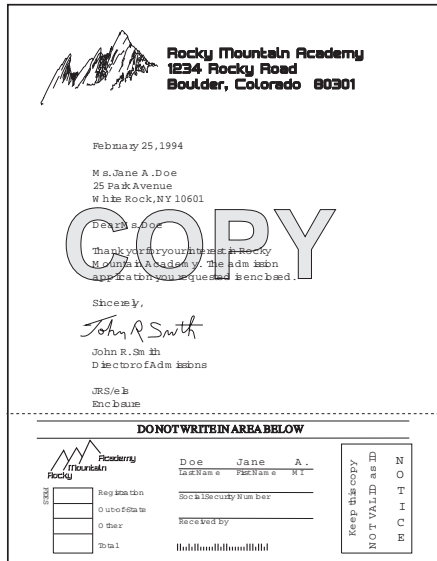 Rocky Mountain Academy
1234 Rocky Road
Boulder, Colorado 80301
February 25, 1994
Ms. Jane A. Doe
25 Park Avenue
White Rock, NY 10601
Dear Ms. Doe
COPY
Thank you for your interest in Rocky
Mountain Academy. The admission
application you requested is enclosed.
Sincerely,
John R Smith
John R. Smith
Director of Admissions
JRS/els
Enclosure
DO NOT WRITE IN AREA BELOW
Rocky Mountain Academy
Doe Jane A.
Last Name First Name MI
Social Security Number
Received by
Registration
Out of State
Other
Total
Keep this copy
NOT VALID as ID
NOTICE